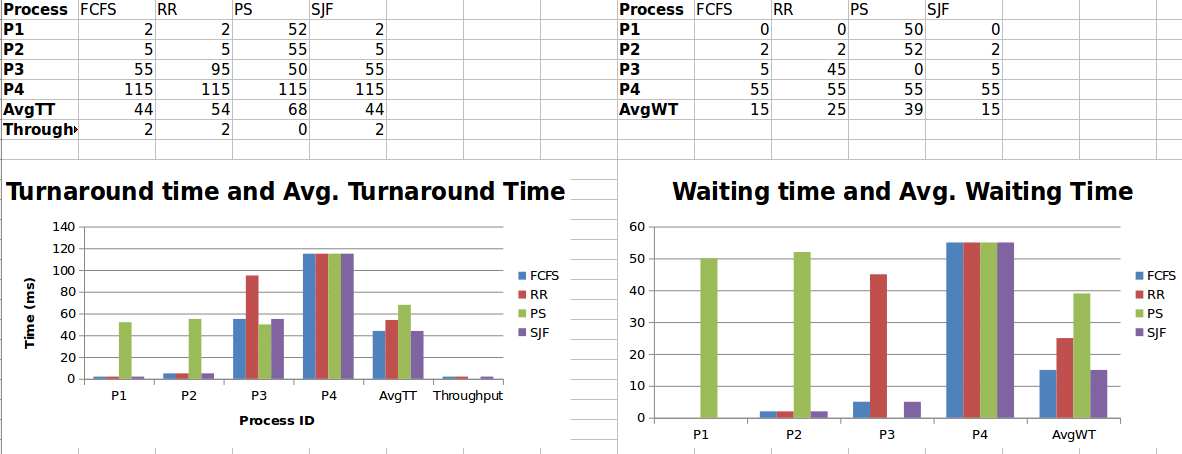 Process FCFS RR PS SJF
P1 2 2 52 2
P2 5 5 55 5
P3 55 95 50 55
P4 115 115 115 115
AvgTT 44 54 68 44
Through 2 2 0 2
Process FCFS RR PS SJF
P1 0 0 50 0
P2 2 2 52 2
P3 5 45 0 5
P4 55 55 55 55
AvgWT 15 25 39 15
Turnaround time and Avg. Turnaround Time
Time (ms)
140
120
100
80
60
40
20
0
P1 P2 P3 P4 AvgTT Throughput
Process ID
FCFS
RR
PS
SJF
Waiting time and Avg. Waiting Time
60
50
40
30
20
10
0
P1 P2 P3 P4 AvgWT
FCFS
RR
PS
SJF